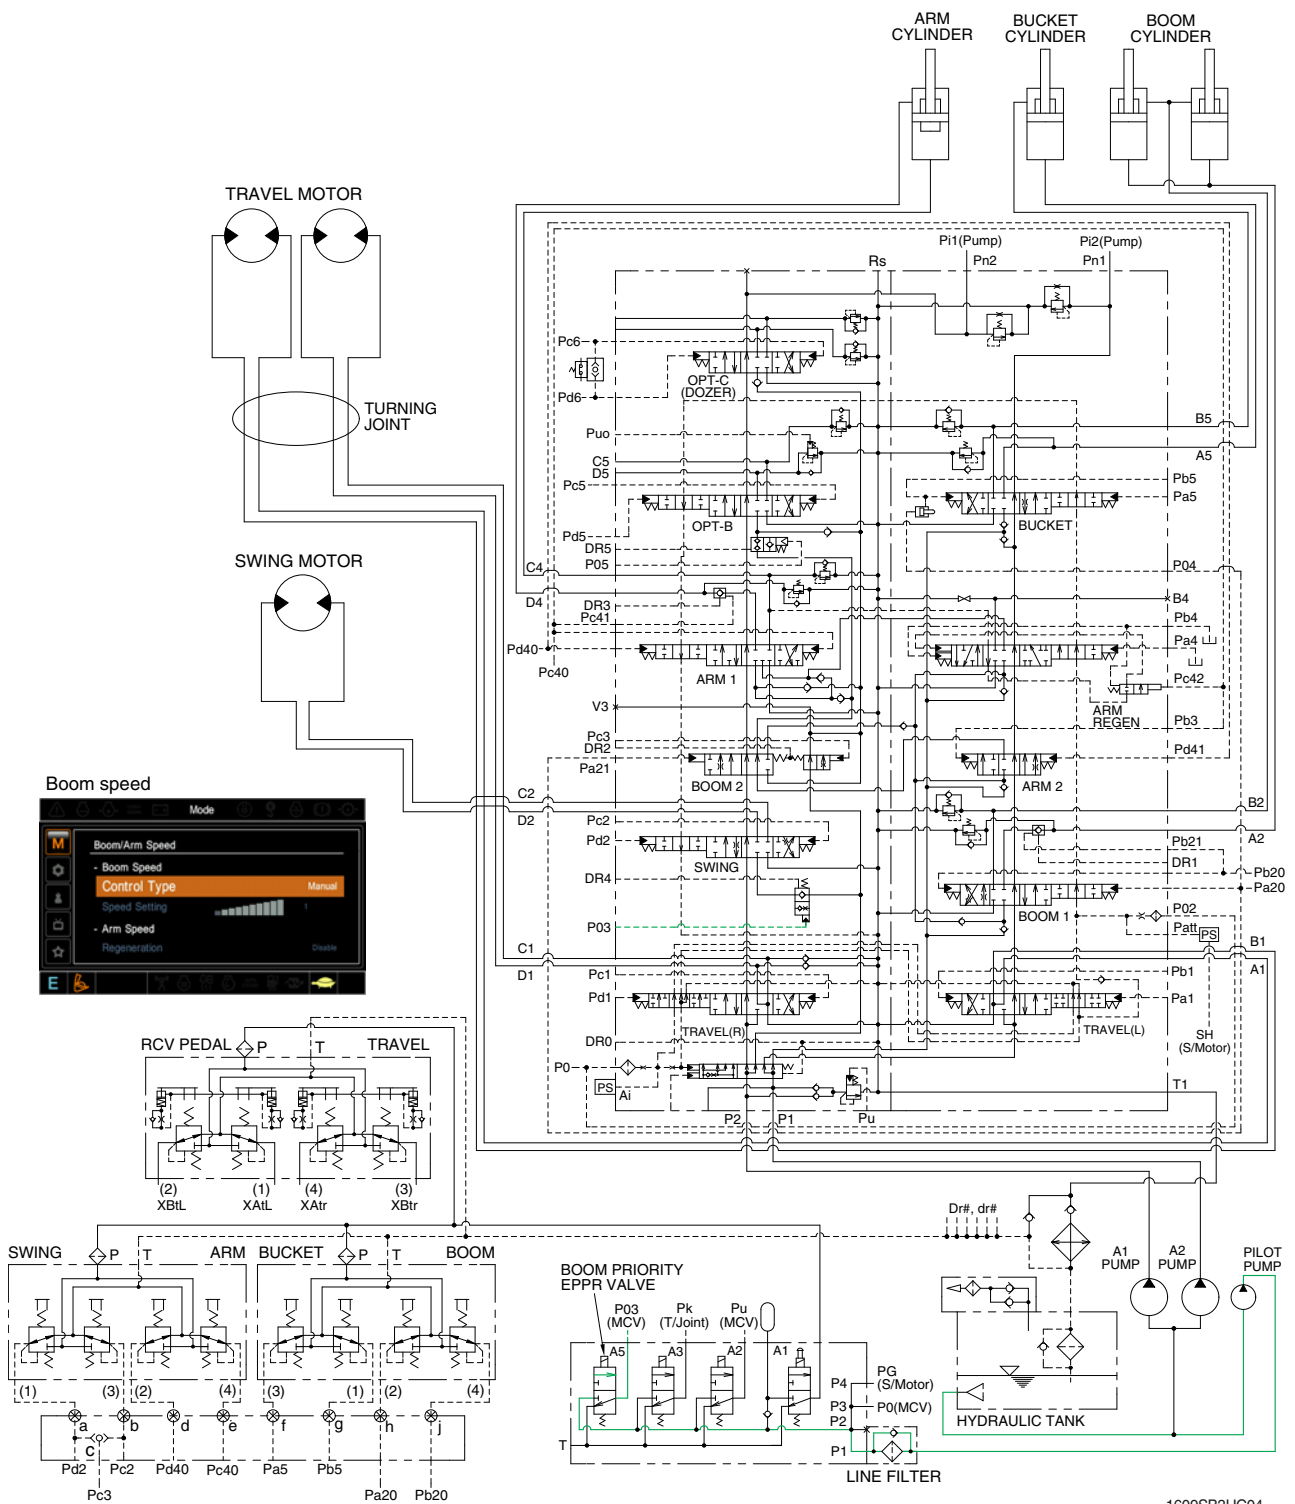 ARM
CYLINDER
BUCKET
CYLINDER
BOOM
CYLINDER
TRAVEL MOTOR
TURNING
JOINT
SWING MOTOR
Pi1(Pump)
Pi2(Pump)
Rs
Pn2
Pn1
Pc6
OPT-C
(DOZER)
Pd6
Puo
C5
D5
Pc5
OPT-B
Pd5
DR5
P05
B5
A5
Pb5
Pa5
BUCKET
P04
C4
D4
DR3
Pc41
Pd40
Pc40
ARM 1
B4
Pb4
Pa4
Pc42
ARM
REGEN
V3
Pc3
DR2
Pa21
BOOM 2
Pb3
Pd41
ARM 2
C2
D2
Pc2
Pd2
SWING
DR4
P03
B2
A2
Pb21
DR1
Pb20
Pa20
BOOM 1
P02
Patt
PS
C1
D1
Pc1
Pd1
TRAVEL(R)
B1
A1
Pb1
Pa1
TRAVEL(L)
SH
(S/Motor)
DR0
P0
PS
Ai
P2
P1
Pu
T1
Boom speed
Mode
M
Boom/Arm Speed
- Boom Speed
Control Type
Manual
Speed Setting
1
- Arm Speed
Regeneration
Disable
E
RCV PEDAL
P
T
TRAVEL
(2)
XBtL
(1)
XAtL
(4)
XAtr
(3)
XBtr
SWING
P
T
ARM
BUCKET
P
T
BOOM
(1)
(3)
(2)
(4)
(3)
(1)
(2)
(4)
a
b
c
d
e
f
g
h
j
Pd2
Pc2
Pd40
Pc40
Pa5
Pb5
Pc3
Pa20
Pb20
BOOM PRIORITY
EPPR VALVE
P03
(MCV)
Pk
(T/Joint)
Pu
(MCV)
A5
A3
A2
A1
T
P4
P3
P2
P1
PG
(S/Motor)
P0(MCV)
LINE FILTER
Dr#, dr#
A1
PUMP
A2
PUMP
PILOT
PUMP
HYDRAULIC TANK